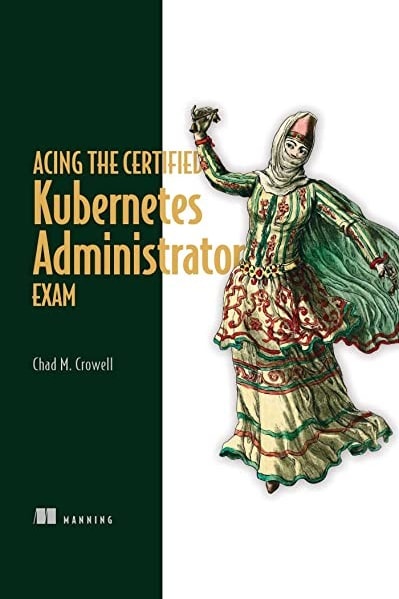 ACING THE CERTIFIED
Kubernetes
Administrator
EXAM
Chad M. Crowell
MANNING